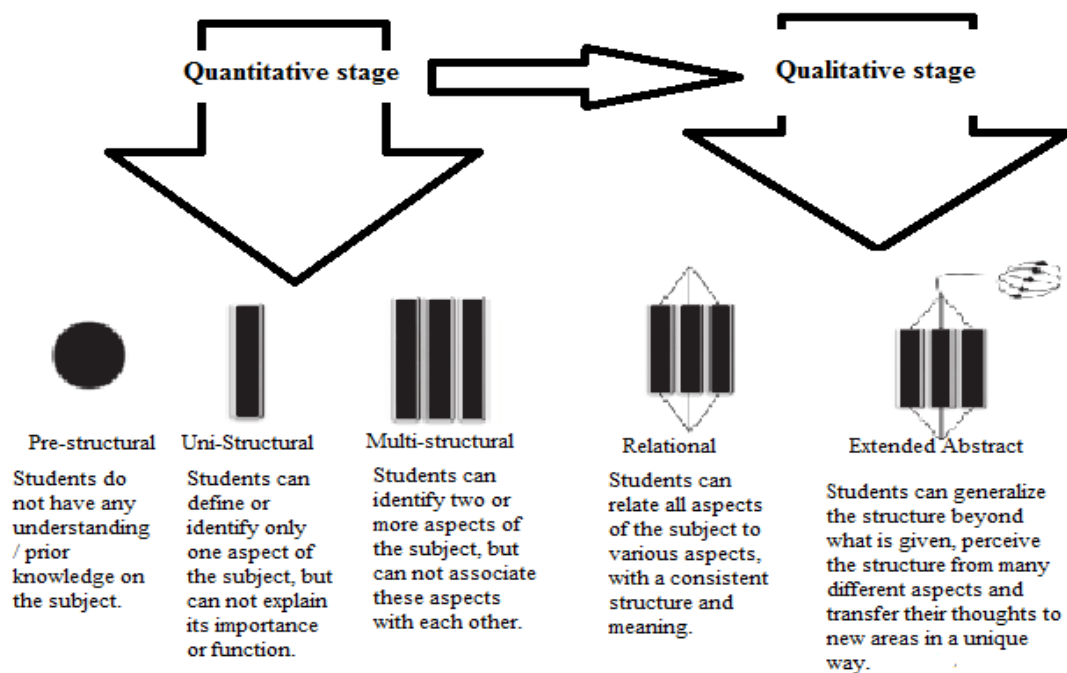 Quantitative stage
Qualitative stage
Pre-structural
Students do
not have any
understanding
/ prior
knowledge on
the subject.
Uni-Structural
Students can
define or
identify only
one aspect of
the subject, but
can not explain
its importance
or function.
Multi-structural
Students can
identify two or
more aspects of
the subject, but
can not associate
these aspects
with each other.
Relational
Students can
relate all aspects
of the subject to
various aspects,
with a consistent
structure and
meaning.
Extended Abstract
Students can generalize
the structure beyond
what is given, perceive
the structure from many
different aspects and
transfer their thoughts to
new areas in a unique
way.